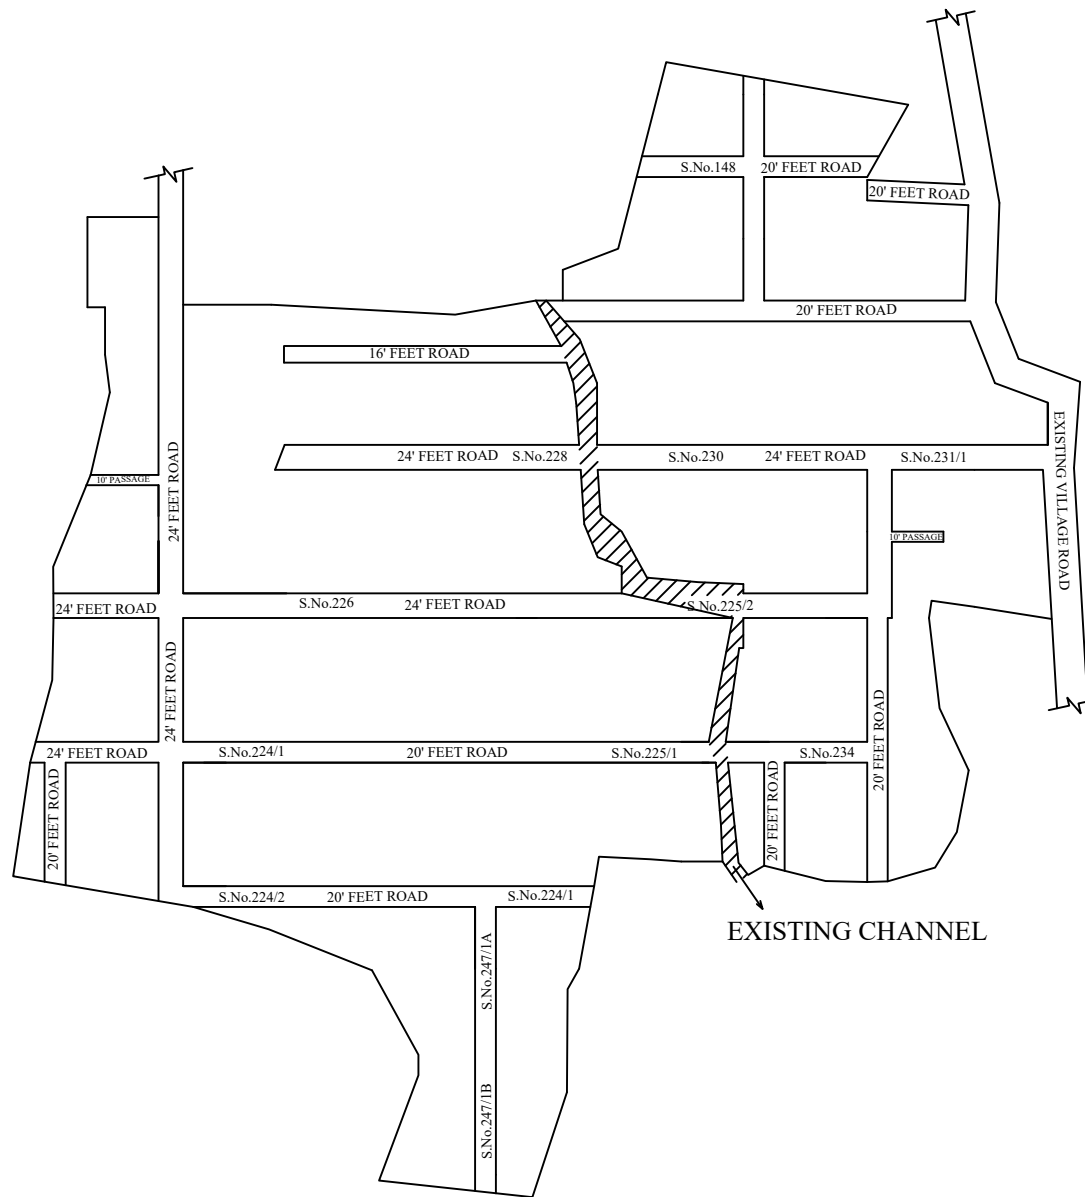 S.No.148
20' FEET ROAD
20' FEET ROAD
20' FEET ROAD
16' FEET ROAD
24' FEET ROAD
S.No.228
S.No.230
24' FEET ROAD
S.No.231/1
EXISTING VILLAGE ROAD
24' FEET ROAD
10' PASSAGE
10' PASSAGE
24' FEET ROAD
S.No.226
24' FEET ROAD
S.No.225/2
24' FEET ROAD
20' FEET ROAD
24' FEET ROAD
S.No.224/1
20' FEET ROAD
S.No.225/1
S.No.234
20' FEET ROAD
20' FEET ROAD
S.No.224/2
20' FEET ROAD
S.No.224/1
EXISTING CHANNEL
S.No.247/1A
S.No.247/1B